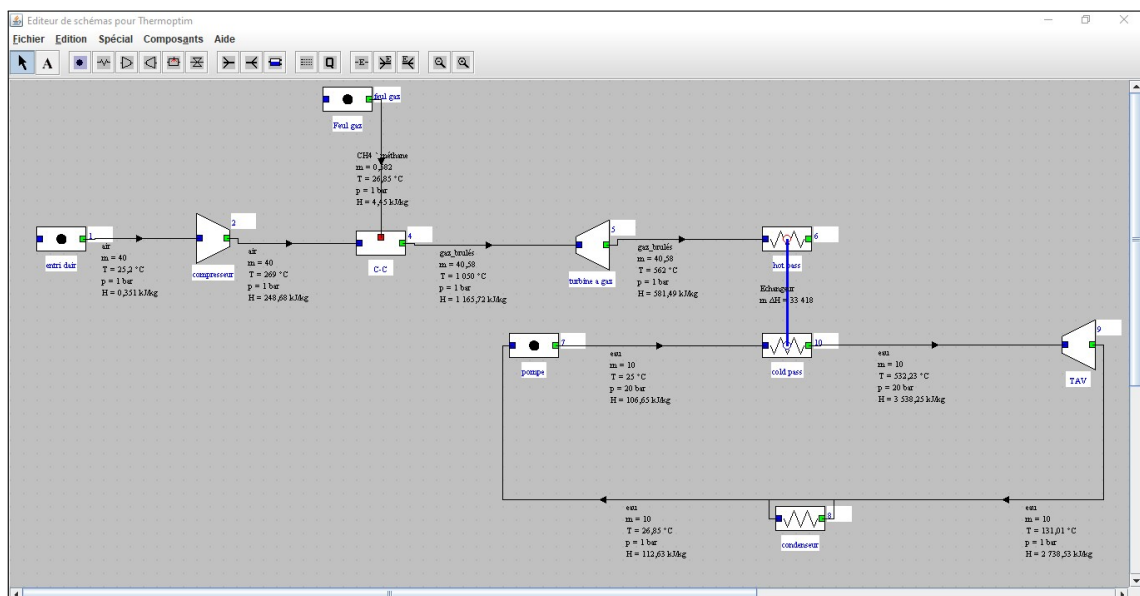 Editeur de schémas pour Thermoptim
Fichier Edition Spécial Composants Aide
A Q -E- E E
feul gaz
Feul gaz
CH4 ` méthane
m = 0,582
T = 26,85 °C
p = 1 bar
H = 4,45 kJ/kg
1
entri dair
air
m = 40
T = 25,2 °C
p = 1 bar
H = 0,351 kJ/kg
2
compresseur
air
m = 40
T = 269 °C
p = 1 bar
H = 248,68 kJ/kg
4
C-C
gaz_brulés
m = 40,58
T = 1 050 °C
p = 1 bar
H = 1 165,72 kJ/kg
5
turbine a gaz
gaz_brulés
m = 40,58
T = 562 °C
p = 1 bar
H = 581,49 kJ/kg
6
hot pass
Echangeur
m ΔH = 33 418
7
pompe
eau
m = 10
T = 25 °C
p = 20 bar
H = 106,65 kJ/kg
10
cold pass
eau
m = 10
T = 532,23 °C
p = 20 bar
H = 3 538,25 kJ/kg
9
TAV
eau
m = 10
T = 26,85 °C
p = 1 bar
H = 112,63 kJ/kg
8
condenseur
eau
m = 10
T = 131,01 °C
p = 1 bar
H = 2 738,53 kJ/kg